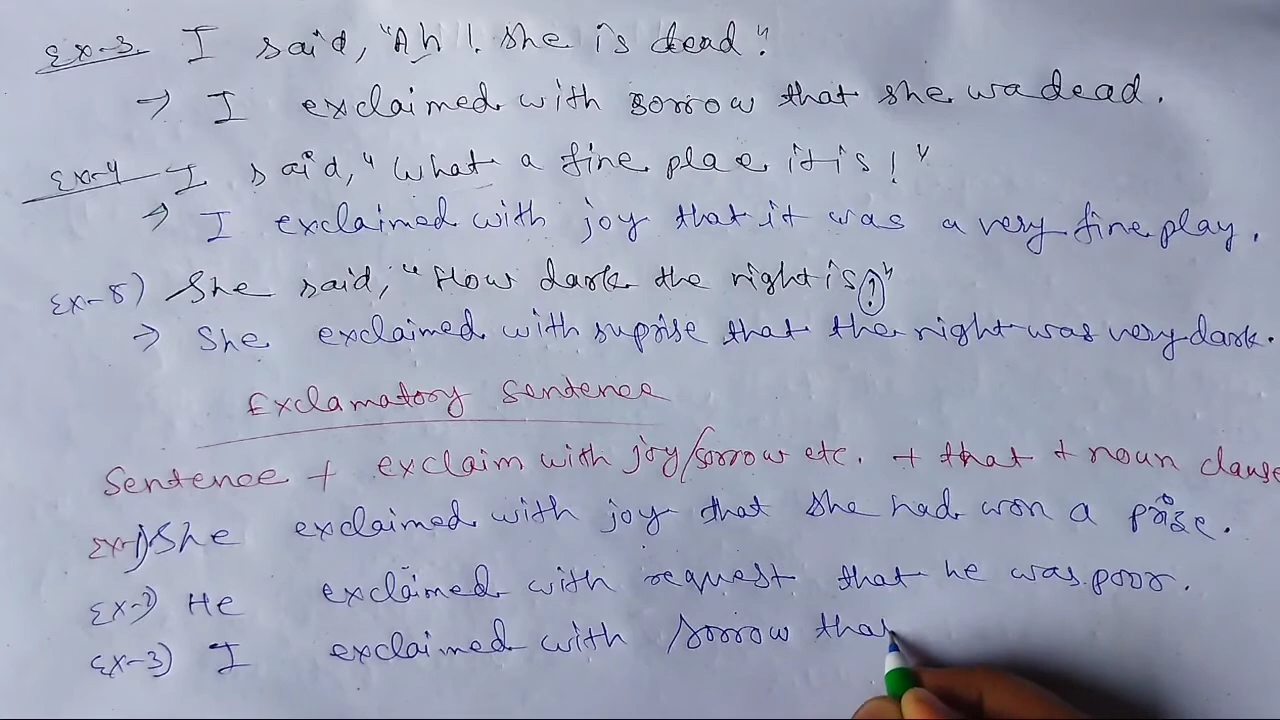 Ex-3. I said, "Ah! she is dead".
→ I exclaimed with sorrow that she wa dead.
Ex-4 I said, "What a fine place it is!"
→ I exclaimed with joy that it was a very fine play.
Ex-5) She said, "How dark the night is!"
→ She exclaimed with suprise that the night was very dark.
Exclamatory Sentence
Sentence + exclaim with joy/sorrow etc. + that + noun clause
Ex-1) She exclaimed with joy that she had won a prise.
Ex-2) He exclaimed with request that he was poor.
Ex-3) I exclaimed with sorrow that